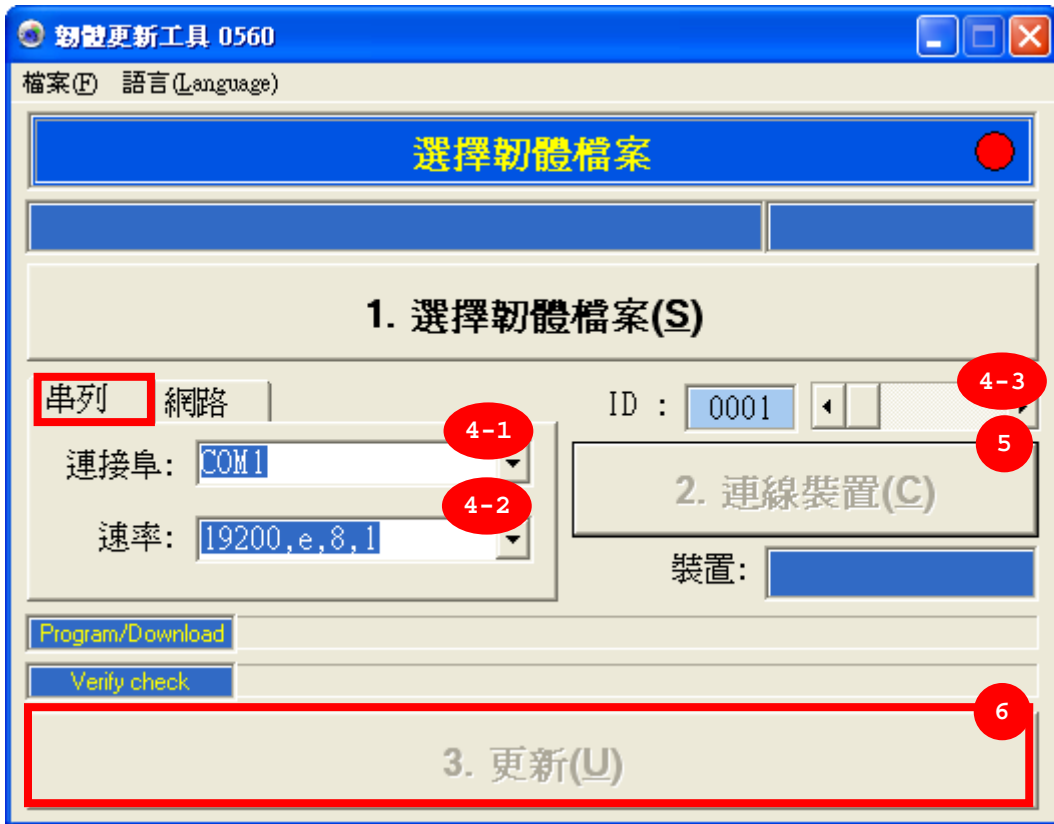 韌體更新工具 0560
檔案(F) 語言(Language)
選擇韌體檔案
1. 選擇韌體檔案(S)
串列 網路
ID : 0001 4-3
4-1
連接阜: COM1
5
2. 連線裝置(C)
4-2
速率: 19200,e,8,1
裝置:
Program/Download
Verify check
6
3. 更新(U)